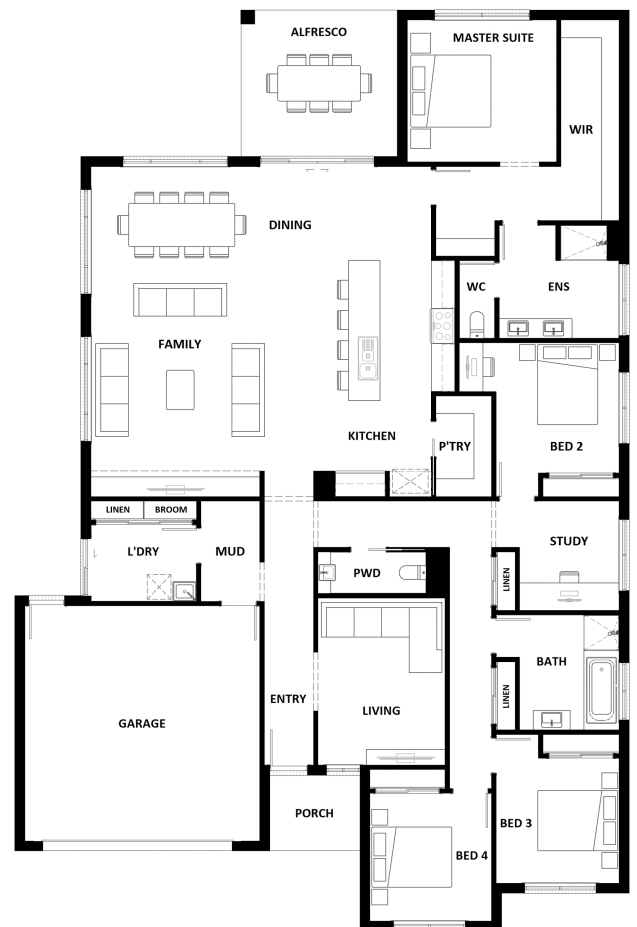 ALFRESCO
MASTER SUITE
WIR
DINING
WC
ENS
FAMILY
KITCHEN
P'TRY
BED 2
LINEN
BROOM
L'DRY
MUD
STUDY
PWD
LINEN
BATH
LINEN
ENTRY
LIVING
GARAGE
PORCH
BED 3
BED 4